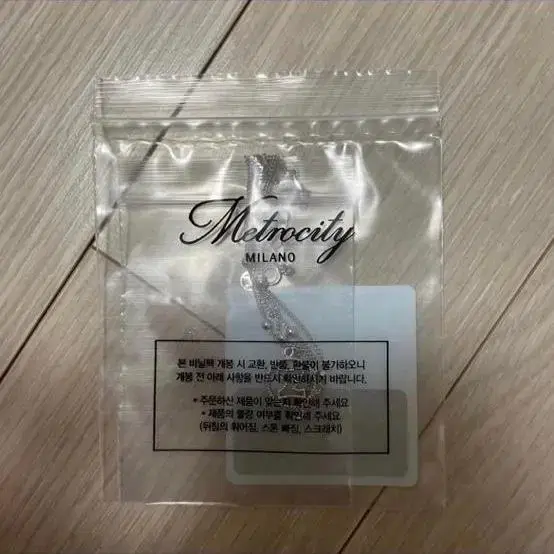 Metrocity
MILANO
본 비닐팩 개봉 시 교환, 반품, 환불이 불가하오니
개봉 전 아래 사항을 반드시 확인하시기 바랍니다.
* 주문하신 제품이 맞는지 확인해 주세요
* 제품의 불량 여부를 확인해 주세요
(뒤침의 휘어짐, 스톤 빠짐, 스크래치)